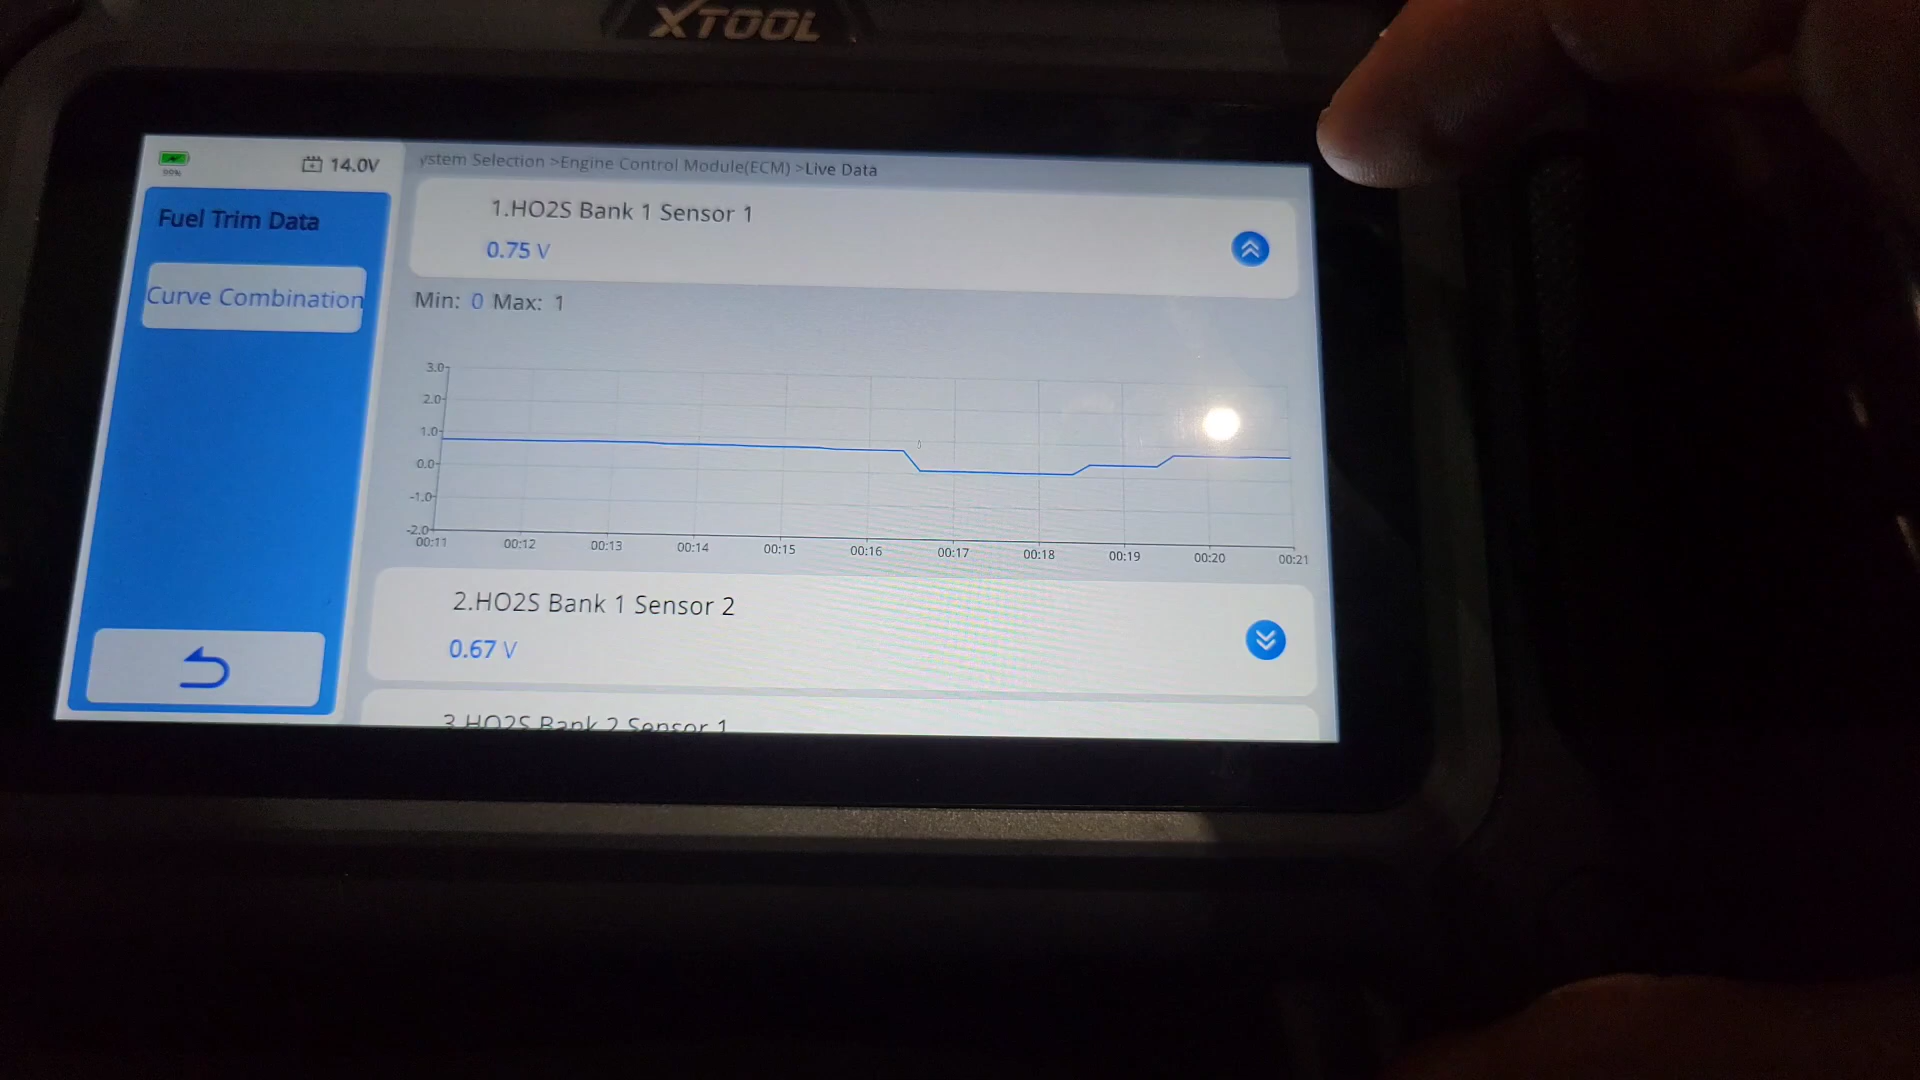 XTOOL
99%
14.0V
ystem Selection >Engine Control Module(ECM) >Live Data
Fuel Trim Data
Curve Combination
1.HO2S Bank 1 Sensor 1
0.75 V
Min: 0 Max: 1
3.0
2.0
1.0
0.0
-1.0
-2.0
00:11 00:12 00:13 00:14 00:15 00:16 00:17 00:18 00:19 00:20 00:21
2.HO2S Bank 1 Sensor 2
0.67 V
3.HO2S Bank 2 Sensor 1